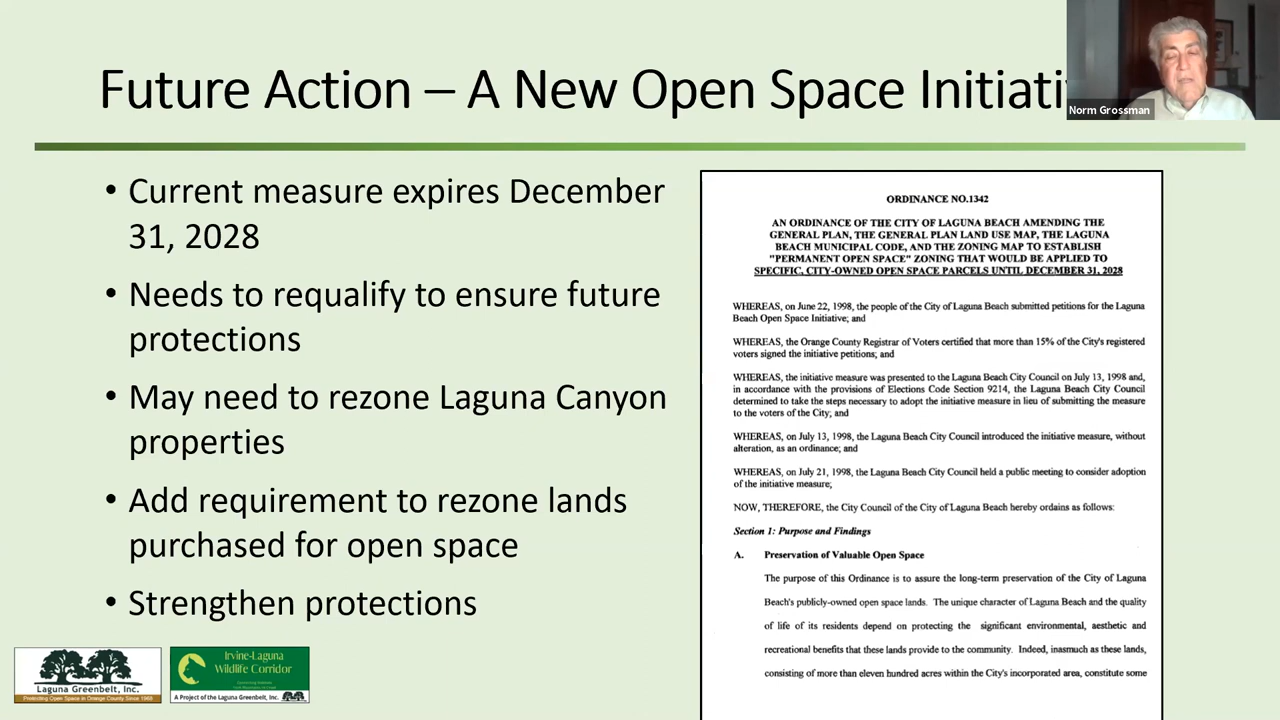 Future Action – A New Open Space Initiati
Norm Grossman
• Current measure expires December
31, 2028
• Needs to requalify to ensure future
protections
• May need to rezone Laguna Canyon
properties
• Add requirement to rezone lands
purchased for open space
• Strengthen protections
ORDINANCE NO.1342
AN ORDINANCE OF THE CITY OF LAGUNA BEACH AMENDING THE
GENERAL PLAN, THE GENERAL PLAN LAND USE MAP, THE LAGUNA
BEACH MUNICIPAL CODE, AND THE ZONING MAP TO ESTABLISH
"PERMANENT OPEN SPACE" ZONING THAT WOULD BE APPLIED TO
SPECIFIC, CITY-OWNED OPEN SPACE PARCELS UNTIL DECEMBER 31, 2028
WHEREAS, on June 22, 1998, the people of the City of Laguna Beach submitted petitions for the Laguna
Beach Open Space Initiative; and
WHEREAS, the Orange County Registrar of Voters certified that more than 15% of the City's registered
voters signed the initiative petitions; and
WHEREAS, the initiative measure was presented to the Laguna Beach City Council on July 13, 1998 and,
in accordance with the provisions of Elections Code Section 9214, the Laguna Beach City Council
determined to take the steps necessary to adopt the initiative measure in lieu of submitting the measure
to the voters of the City; and
WHEREAS, on July 13, 1998, the Laguna Beach City Council introduced the initiative measure, without
alteration, as an ordinance; and
WHEREAS, on July 21, 1998, the Laguna Beach City Council held a public meeting to consider adoption
of the initiative measure;
NOW, THEREFORE, the City Council of the City of Laguna Beach hereby ordains as follows:
Section 1: Purpose and Findings
A. Preservation of Valuable Open Space
The purpose of this Ordinance is to assure the long-term preservation of the City of Laguna
Beach's publicly-owned open space lands. The unique character of Laguna Beach and the quality
of life of its residents depend on protecting the significant environmental, aesthetic and
recreational benefits that these lands provide to the community. Indeed, inasmuch as these lands,
consisting of more than eleven hundred acres within the City's incorporated area, constitute some
Laguna Greenbelt, Inc.
Protecting Open Space in Orange County Since 1968
Irvine-Laguna
Wildlife Corridor
A Project of the Laguna Greenbelt, Inc.